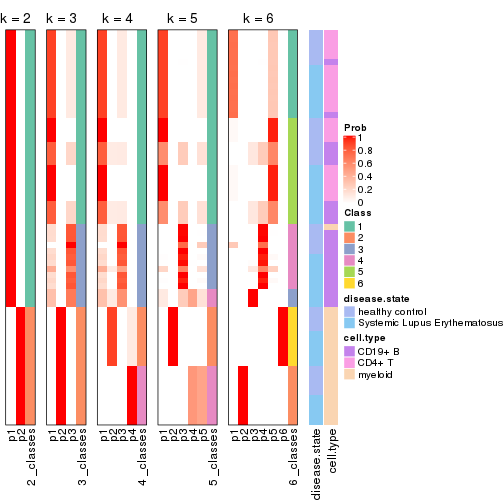 k = 2 k = 3 k = 4 k = 5 k = 6
Prob
1
0.8
0.6
0.4
0.2
0
Class
1
2
3
4
5
6
disease.state
healthy control
Systemic Lupus Erythematosus
cell.type
CD19+ B
CD4+ T
myeloid
p1
p2
2_classes
p1
p2
p3
3_classes
p1
p2
p3
p4
4_classes
p1
p2
p3
p4
p5
5_classes
p1
p2
p3
p4
p5
p6
6_classes
disease.state
cell.type